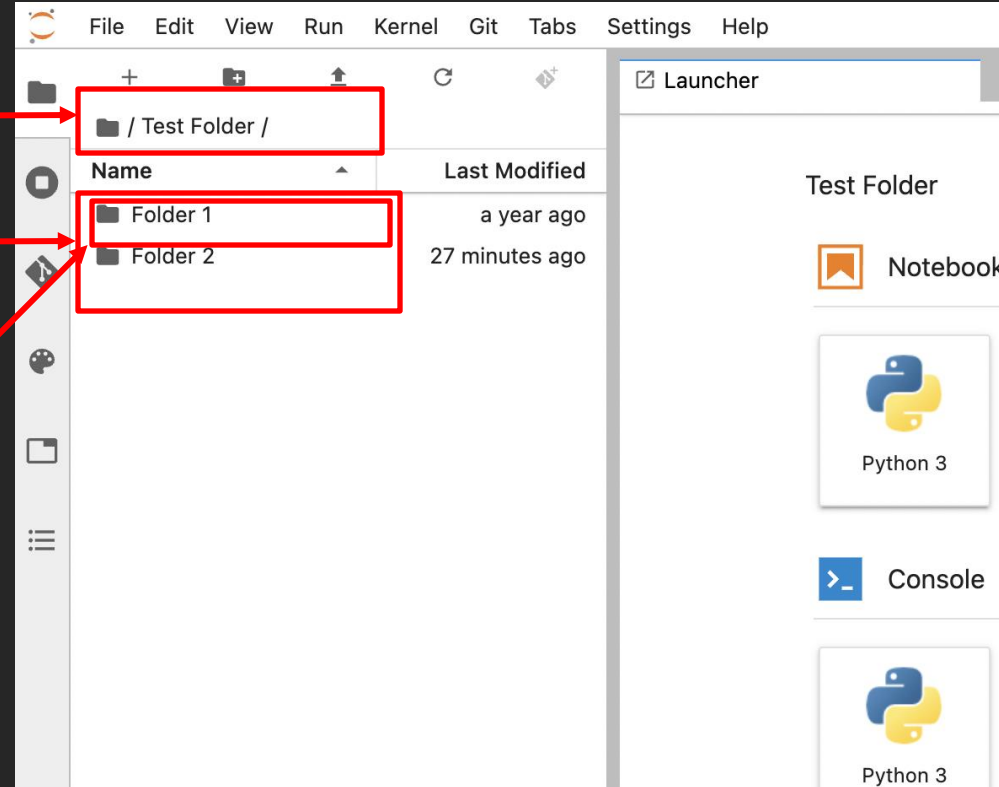 File Edit View Run Kernel Git Tabs Settings Help
/ Test Folder /
Name Last Modified
Folder 1 a year ago
Folder 2 27 minutes ago
Launcher
Test Folder
Notebook
Python 3
Console
Python 3